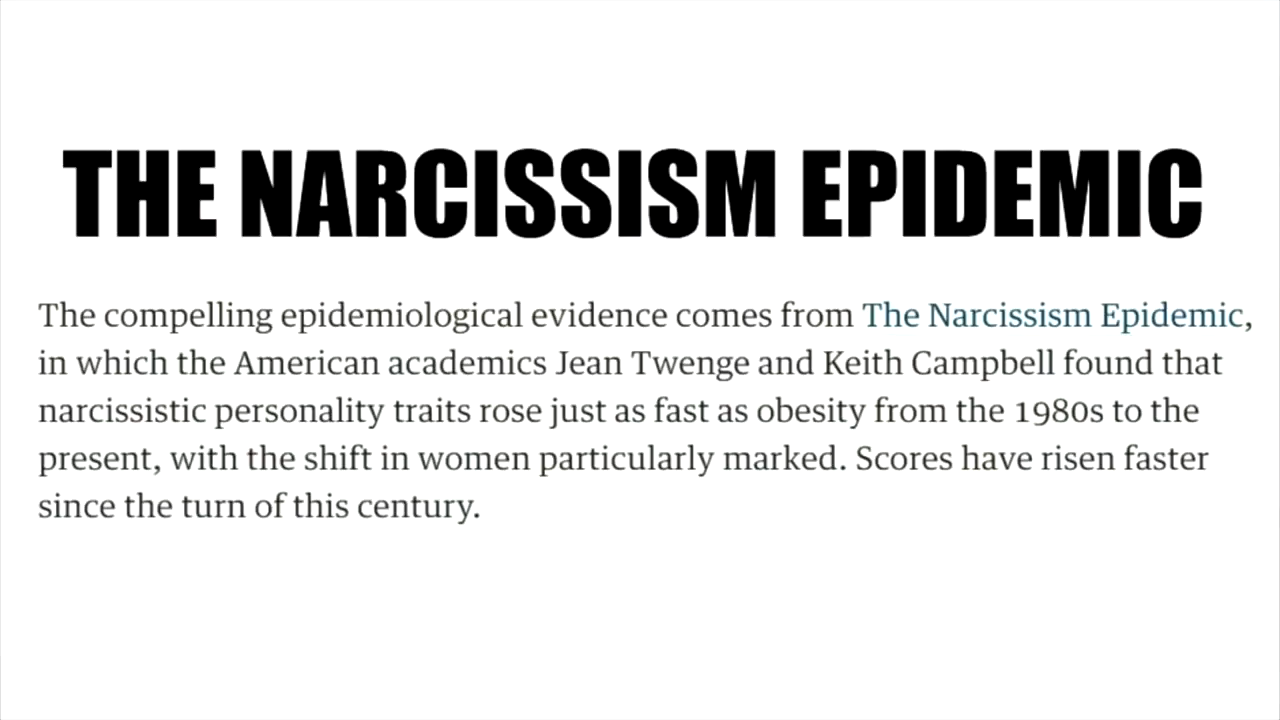 THE NARCISSISM EPIDEMIC
The compelling epidemiological evidence comes from The Narcissism Epidemic,
in which the American academics Jean Twenge and Keith Campbell found that
narcissistic personality traits rose just as fast as obesity from the 1980s to the
present, with the shift in women particularly marked. Scores have risen faster
since the turn of this century.